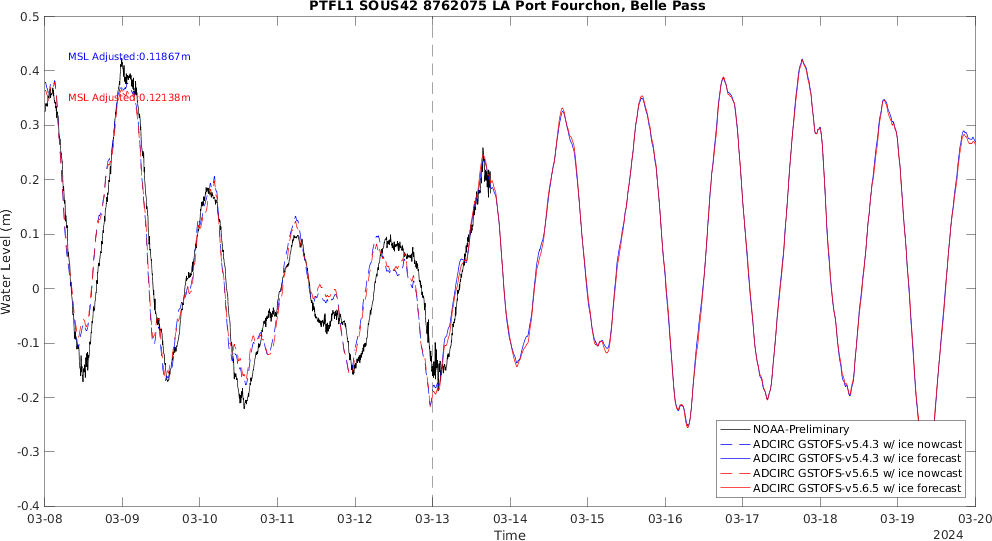 PTFL1 SOUS42 8762075 LA Port Fourchon, Belle Pass
0.5
0.4
0.3
0.2
0.1
0
-0.1
-0.2
-0.3
-0.4
Water Level (m)
MSL Adjusted:0.11867m
MSL Adjusted:0.12138m
NOAA-Preliminary
ADCIRC GSTOFS-v5.4.3 w/ ice nowcast
ADCIRC GSTOFS-v5.4.3 w/ ice forecast
ADCIRC GSTOFS-v5.6.5 w/ ice nowcast
ADCIRC GSTOFS-v5.6.5 w/ ice forecast
03-08 03-09 03-10 03-11 03-12 03-13 03-14 03-15 03-16 03-17 03-18 03-19 03-20
Time
2024